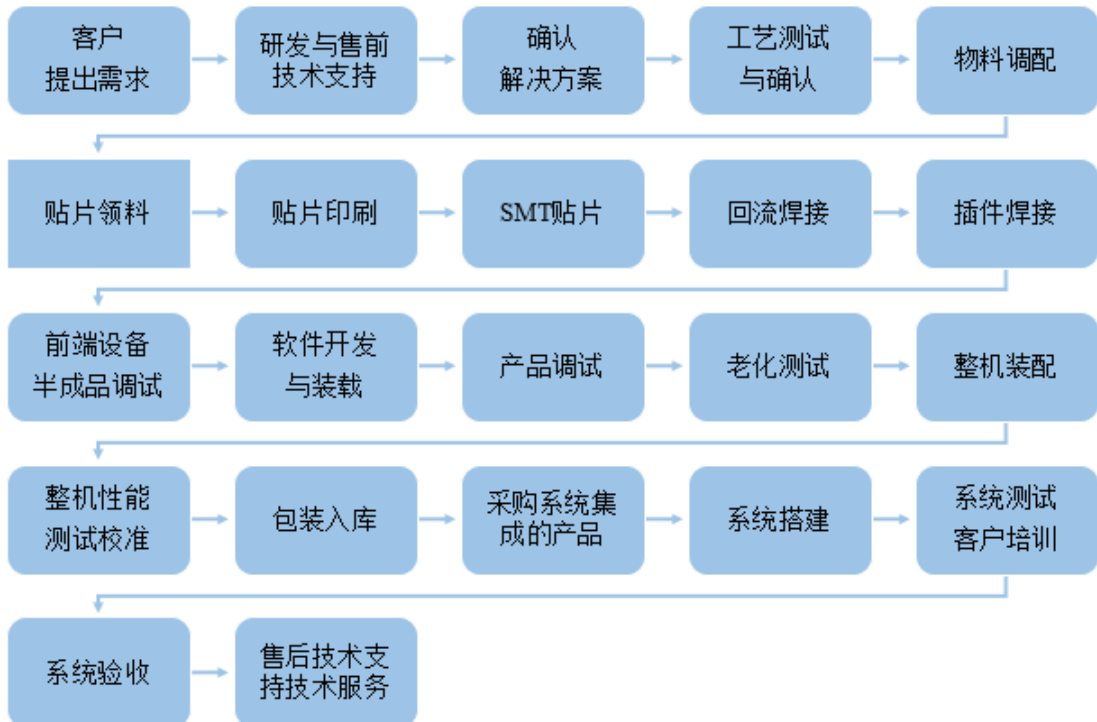 客户
提出需求
研发与售前
技术支持
确认
解决方案
工艺测试
与确认
物料调配
贴片领料
贴片印刷
SMT贴片
回流焊接
插件焊接
前端设备
半成品调试
软件开发
与装载
产品调试
老化测试
整机装配
整机性能
测试校准
包装入库
采购系统集
成的产品
系统搭建
系统测试
客户培训
系统验收
售后技术支
持技术服务